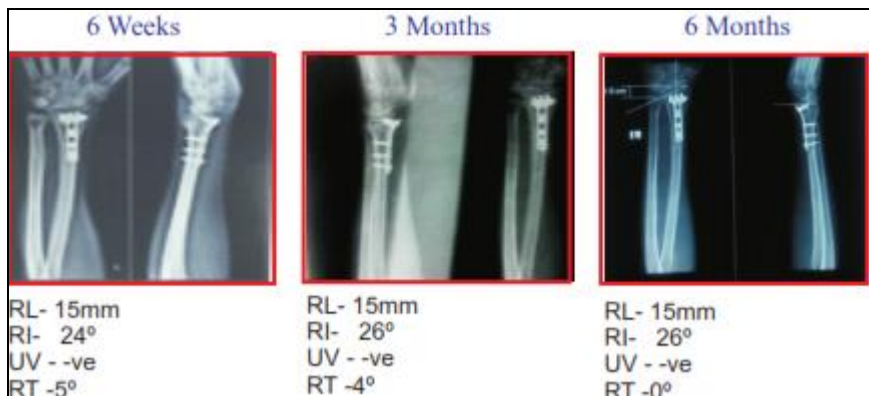 6 Weeks
3 Months
6 Months
RL- 15mm
RI- 24º
UV - -ve
RT -5º
RL- 15mm
RI- 26º
UV - -ve
RT -4º
RL- 15mm
RI- 26º
UV - -ve
RT -0º